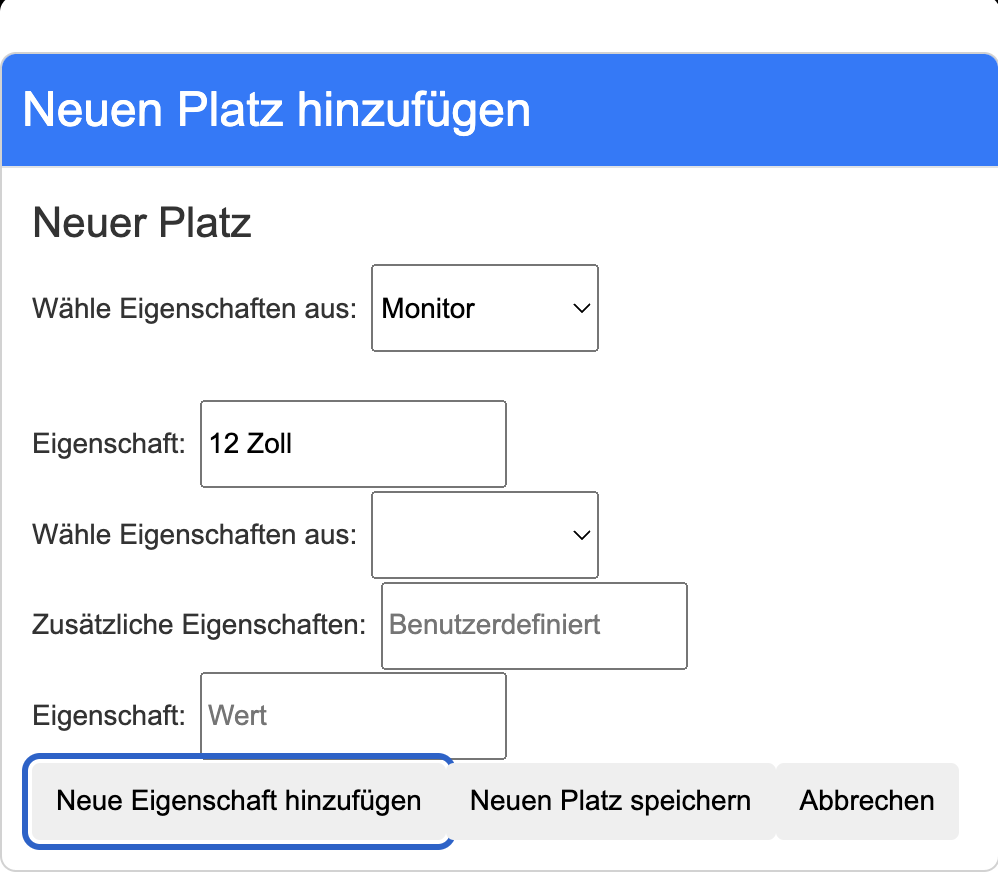 Neuen Platz hinzufügen
Neuer Platz
Wähle Eigenschaften aus: Monitor
Eigenschaft: 12 Zoll
Wähle Eigenschaften aus:
Zusätzliche Eigenschaften: Benutzerdefiniert
Eigenschaft: Wert
Neue Eigenschaft hinzufügen Neuen Platz speichern Abbrechen